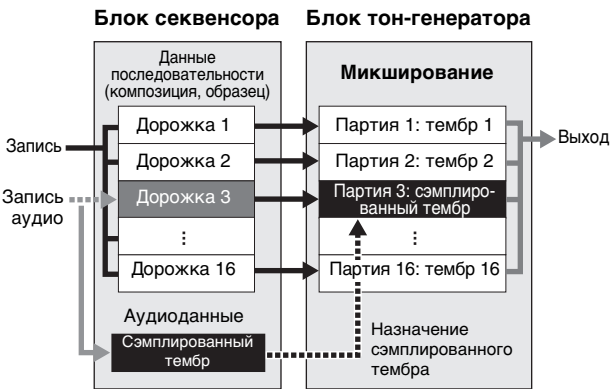 Блок секвенсора
Блок тон-генератора
Данные
последовательности
(композиция, образец)
Микширование
Запись
Дорожка 1
Партия 1: тембр 1
Выход
Дорожка 2
Партия 2: тембр 2
Запись
аудио
Дорожка 3
Партия 3: сэмплиро-
ванный тембр
⋮
⋮
Дорожка 16
Партия 16: тембр 16
Аудиоданные
Сэмплированный
тембр
Назначение
сэмплированного
тембра